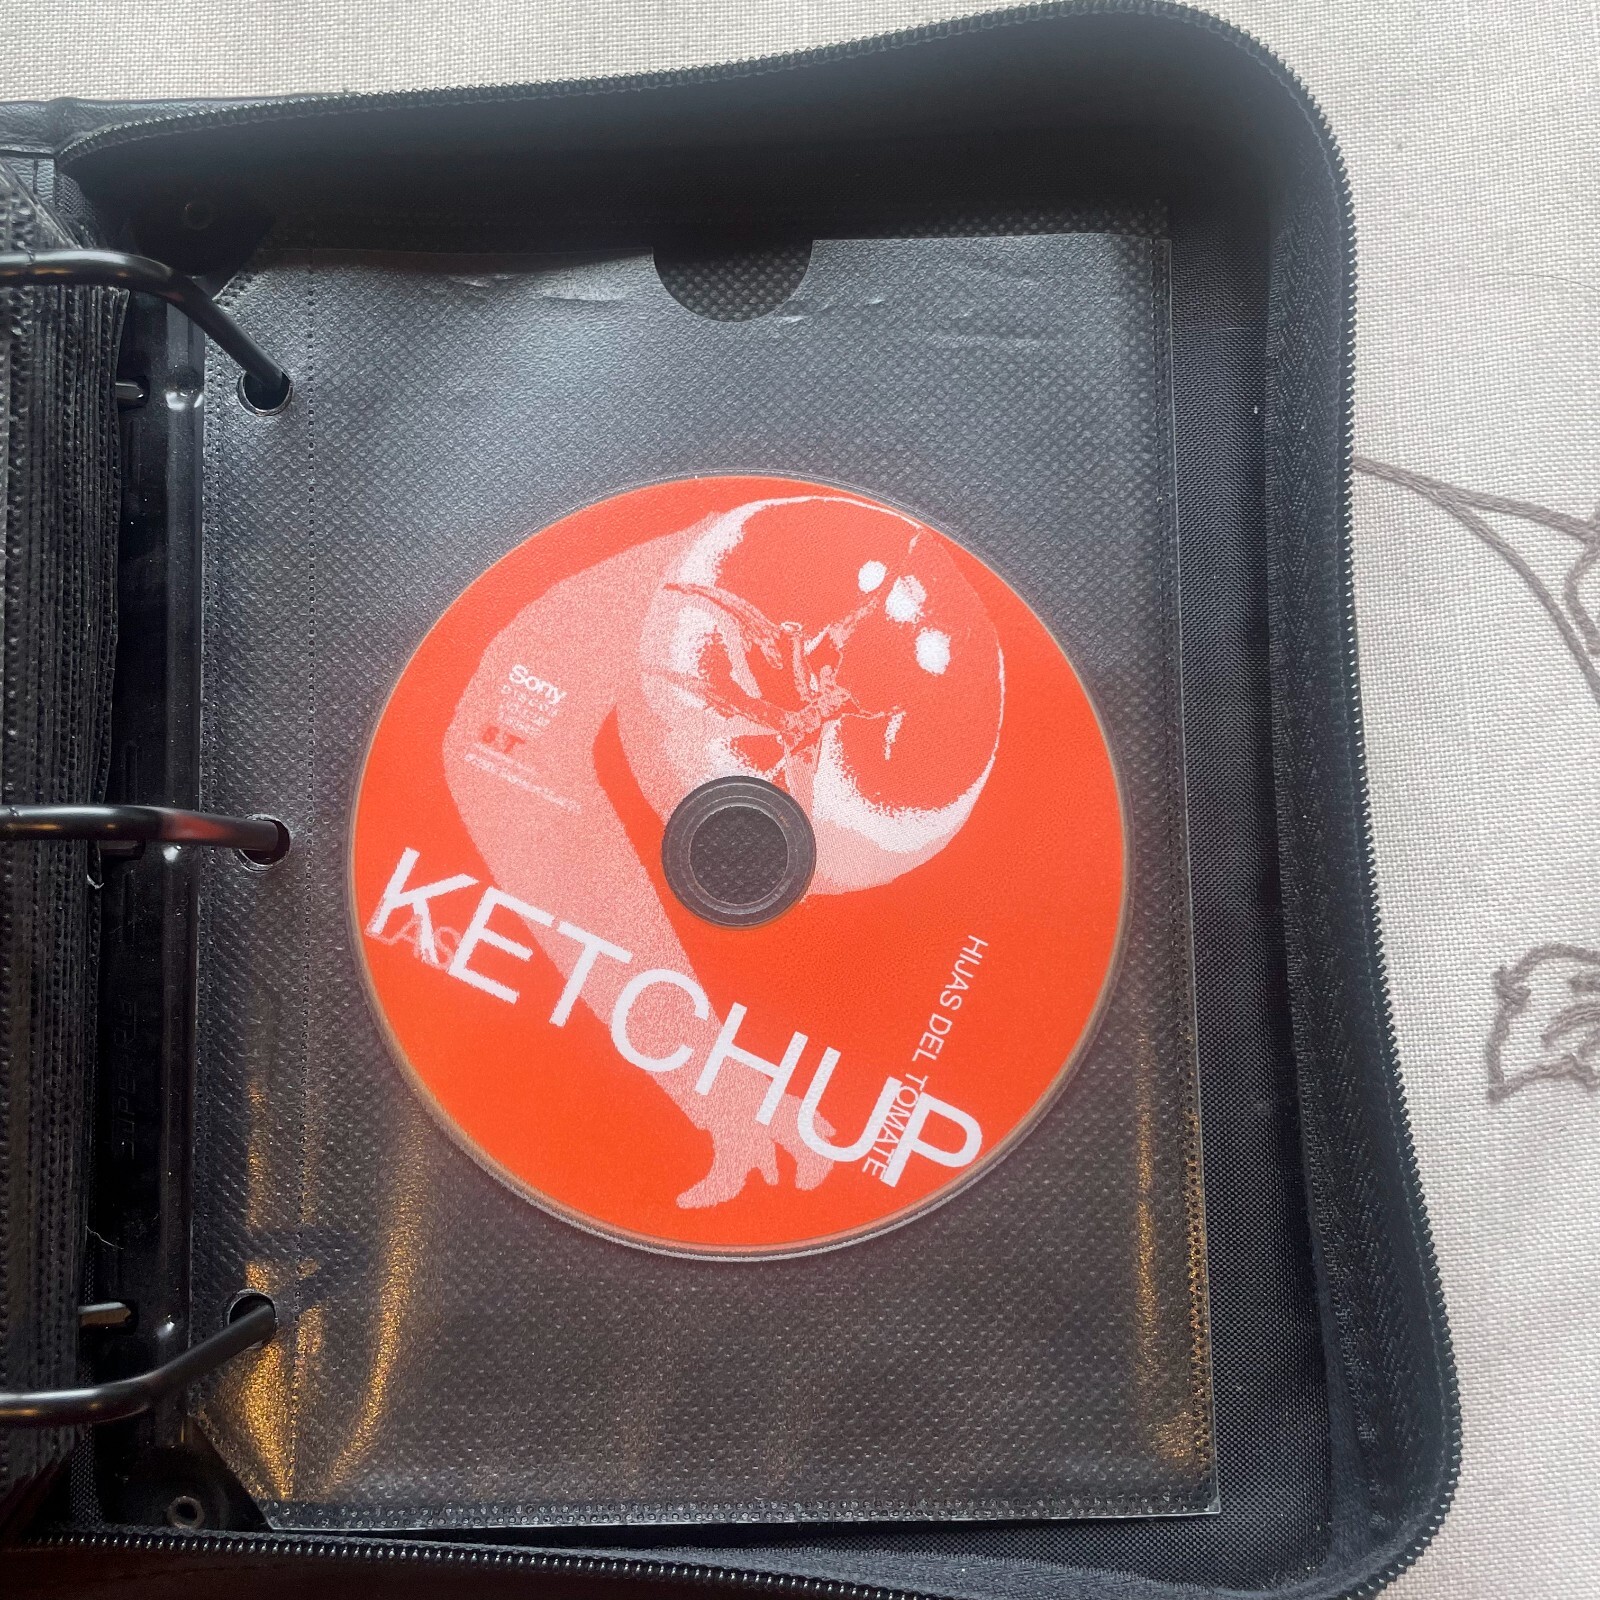 Sony
LAS
KETCHUP
HIJAS DEL TOMATE